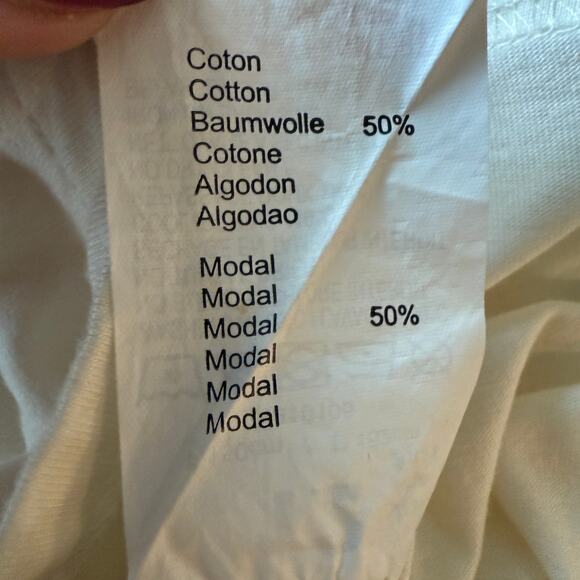 Coton
Cotton
Baumwolle 50%
Cotone
Algodon
Algodao
Modal
Modal
Modal 50%
Modal
Modal
Modal